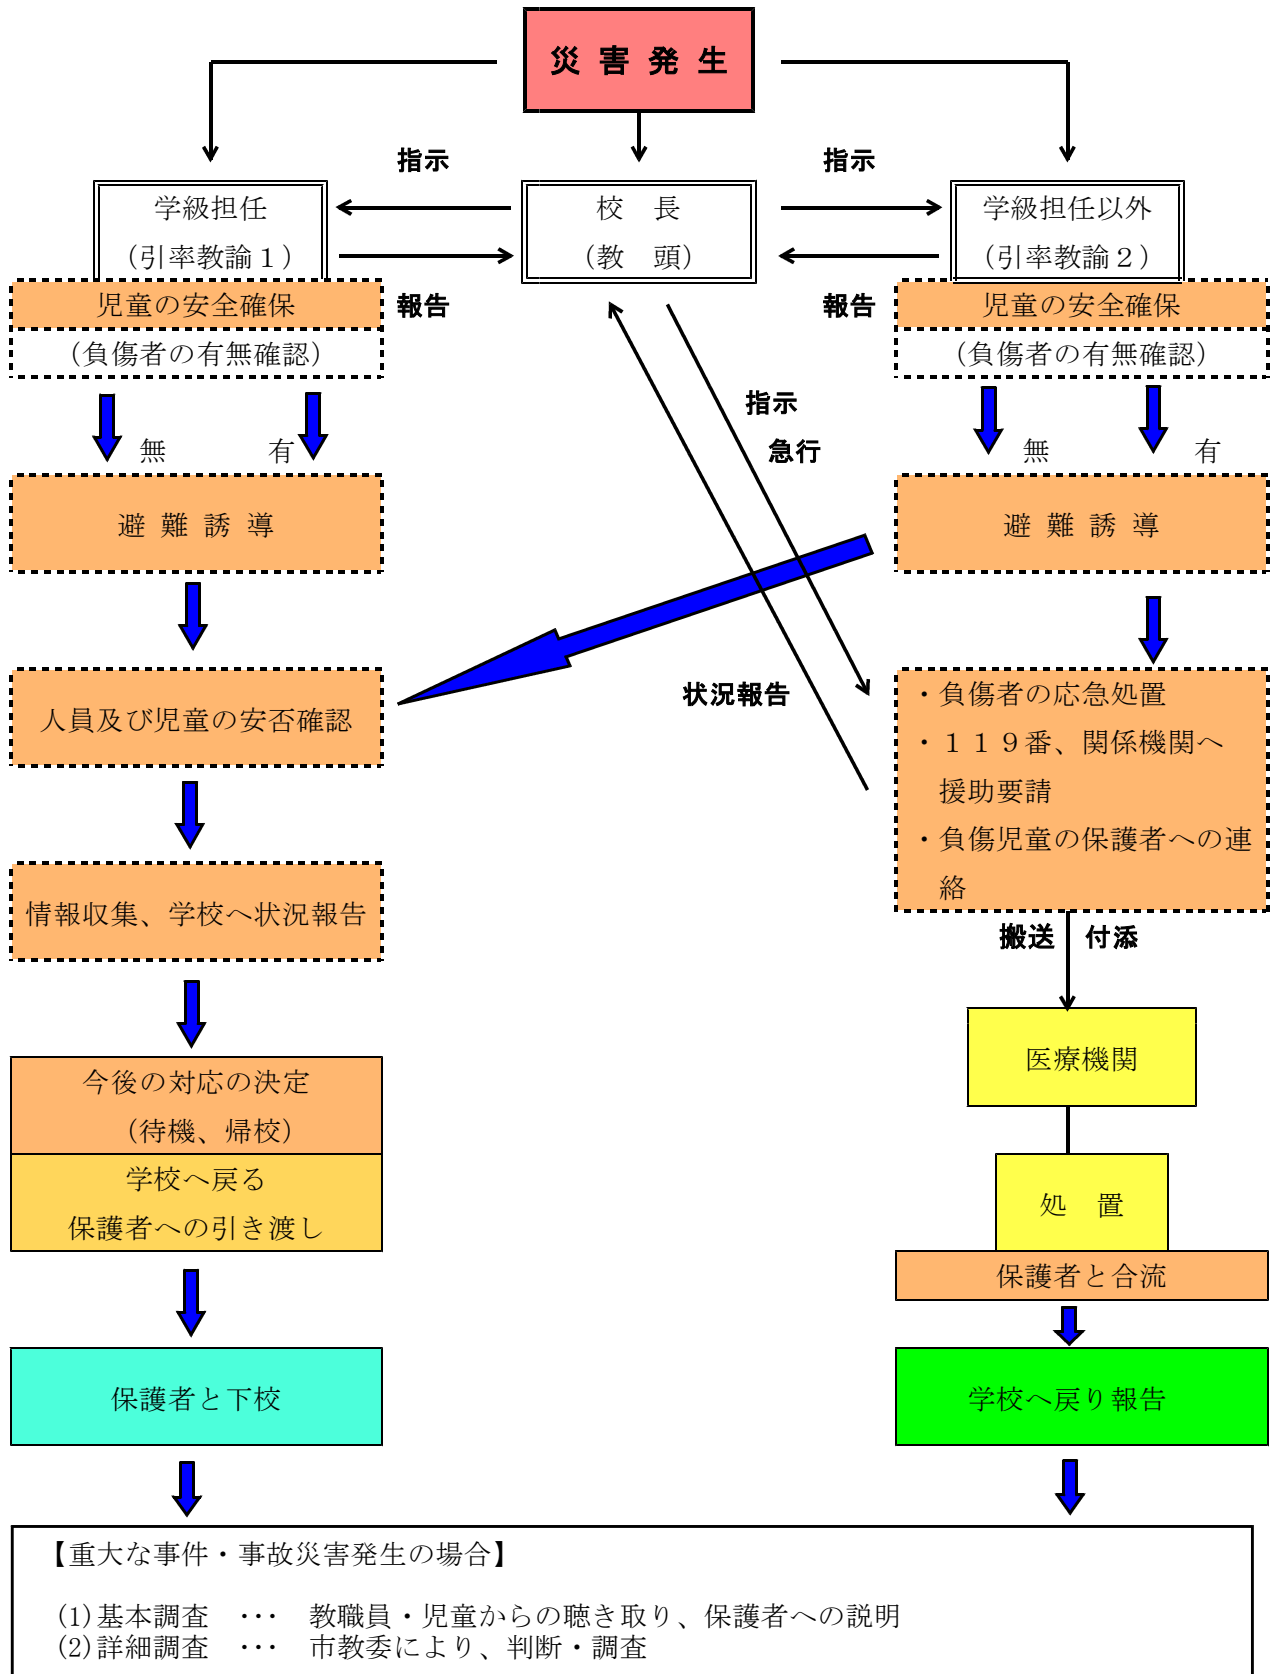 災 害 発 生
指示
指示
学級担任
(引率教諭１)
校　長
(教　頭)
学級担任以外
(引率教諭２)
報告
報告
児童の安全確保
(負傷者の有無確認)
児童の安全確保
(負傷者の有無確認)
無
有
無
有
指示
急行
避 難 誘 導
避 難 誘 導
状況報告
人員及び児童の安否確認
・負傷者の応急処置
・１１９番、関係機関へ
援助要請
・負傷児童の保護者への連
絡
情報収集、学校へ状況報告
搬送
付添
今後の対応の決定
(待機、帰校)
学校へ戻る
保護者への引き渡し
医療機関
処　置
保護者と合流
保護者と下校
学校へ戻り報告
【重大な事件・事故災害発生の場合】
(1)基本調査　…　教職員・児童からの聴き取り、保護者への説明
(2)詳細調査　…　市教委により、判断・調査